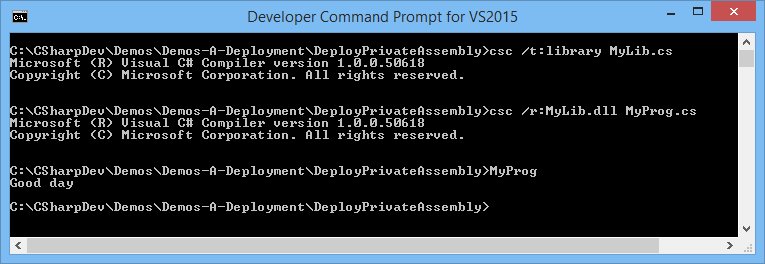 Developer Command Prompt for VS2015
C:\CSharpDev\Demos\Demos-A-Deployment\DeployPrivateAssembly>csc /t:library MyLib.cs
Microsoft (R) Visual C# Compiler version 1.0.0.50618
Copyright (C) Microsoft Corporation. All rights reserved.
C:\CSharpDev\Demos\Demos-A-Deployment\DeployPrivateAssembly>csc /r:MyLib.dll MyProg.cs
Microsoft (R) Visual C# Compiler version 1.0.0.50618
Copyright (C) Microsoft Corporation. All rights reserved.
C:\CSharpDev\Demos\Demos-A-Deployment\DeployPrivateAssembly>MyProg
Good day
C:\CSharpDev\Demos\Demos-A-Deployment\DeployPrivateAssembly>